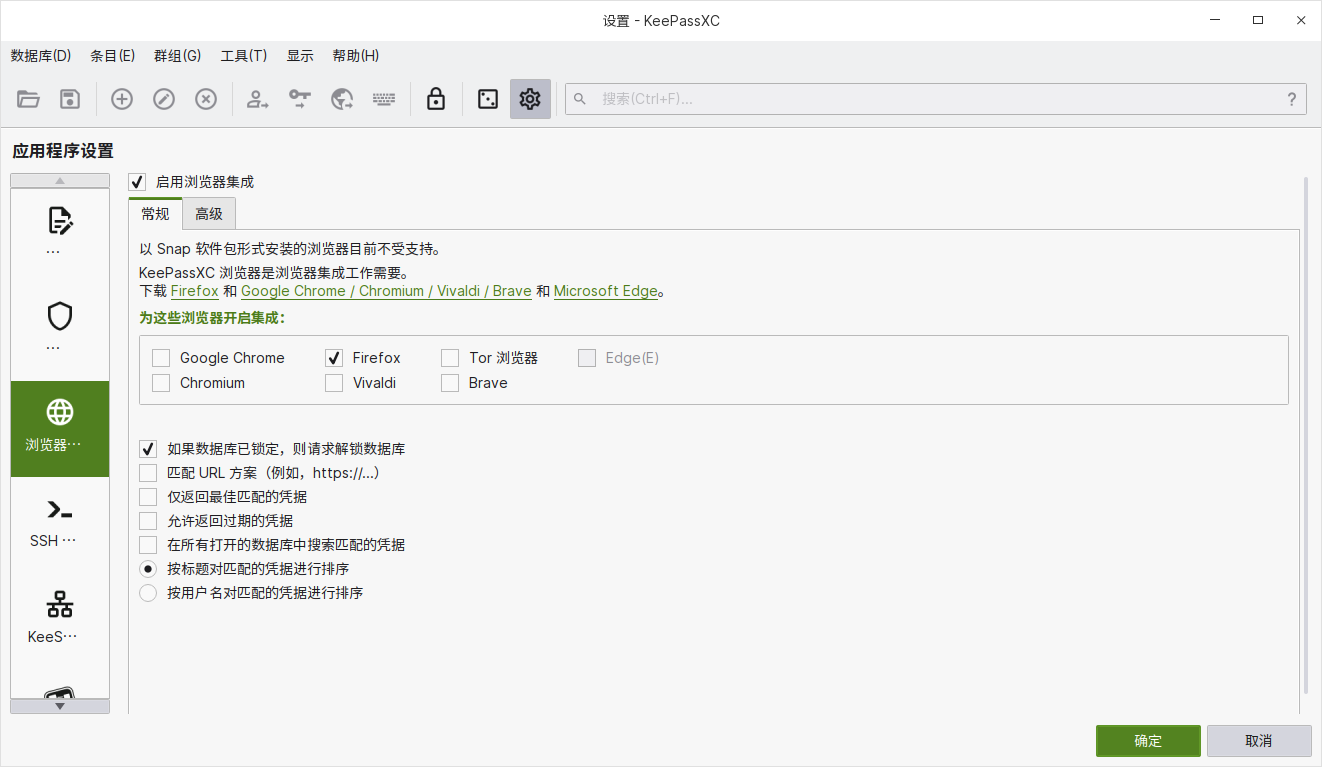 设置 - KeePassXC
数据库(D) 条目(E) 群组(G) 工具(T) 显示 帮助(H)
搜索(Ctrl+F)... ?
应用程序设置
启用浏览器集成
常规 高级
以 Snap 软件包形式安装的浏览器目前不受支持。
KeePassXC 浏览器是浏览器集成工作需要。
下载 Firefox 和 Google Chrome / Chromium / Vivaldi / Brave 和 Microsoft Edge。
为这些浏览器开启集成：
Google Chrome Firefox Tor 浏览器 Edge(E)
Chromium Vivaldi Brave
如果数据库已锁定，则请求解锁数据库
匹配 URL 方案（例如，https://...）
仅返回最佳匹配的凭据
允许返回过期的凭据
在所有打开的数据库中搜索匹配的凭据
按标题对匹配的凭据进行排序
按用户名对匹配的凭据进行排序
…
…
浏览器…
SSH …
KeeS…
确定 取消